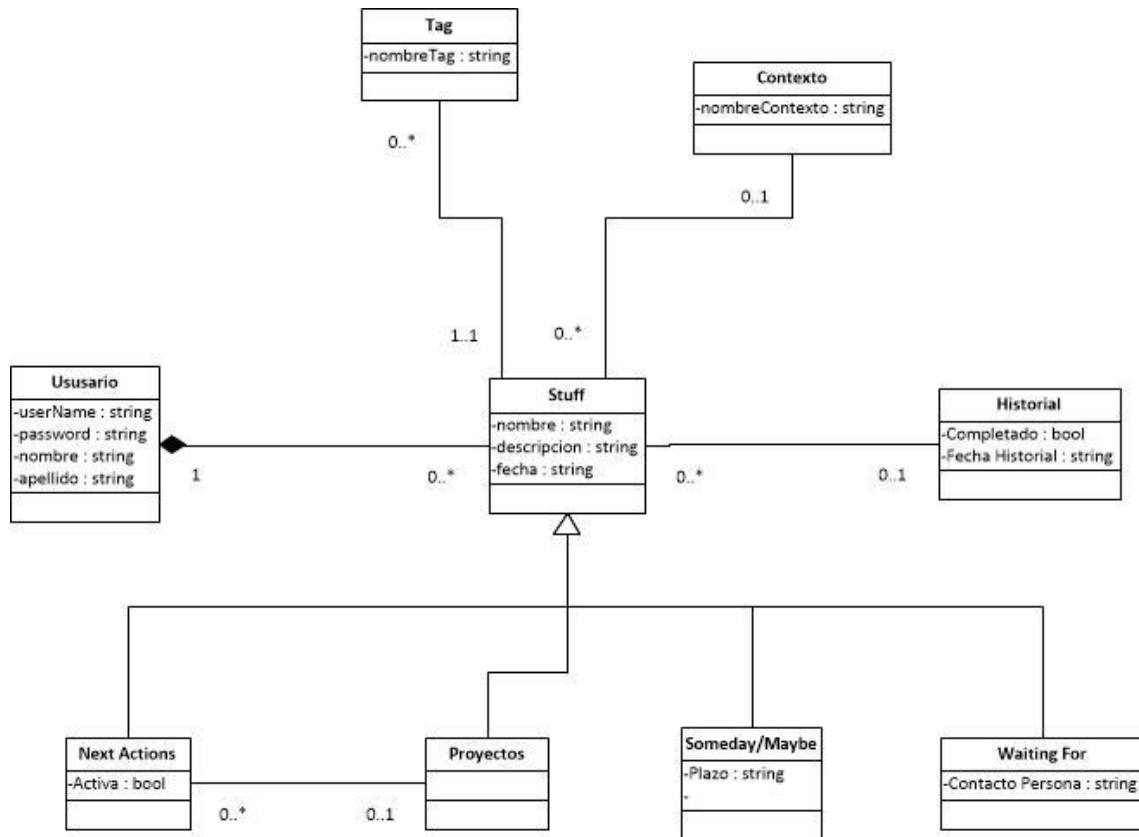 Tag
-nombreTag : string
Contexto
-nombreContexto : string
0..*
0..1
1..1
0..*
Ususario
-userName : string
-password : string
-nombre : string
-apellido : string
1
0..*
Stuff
-nombre : string
-descripcion : string
-fecha : string
0..*
0..1
Historial
-Completado : bool
-Fecha Historial : string
Next Actions
-Activa : bool
0..*
0..1
Proyectos
Someday/Maybe
-Plazo : string
-
Waiting For
-Contacto Persona : string